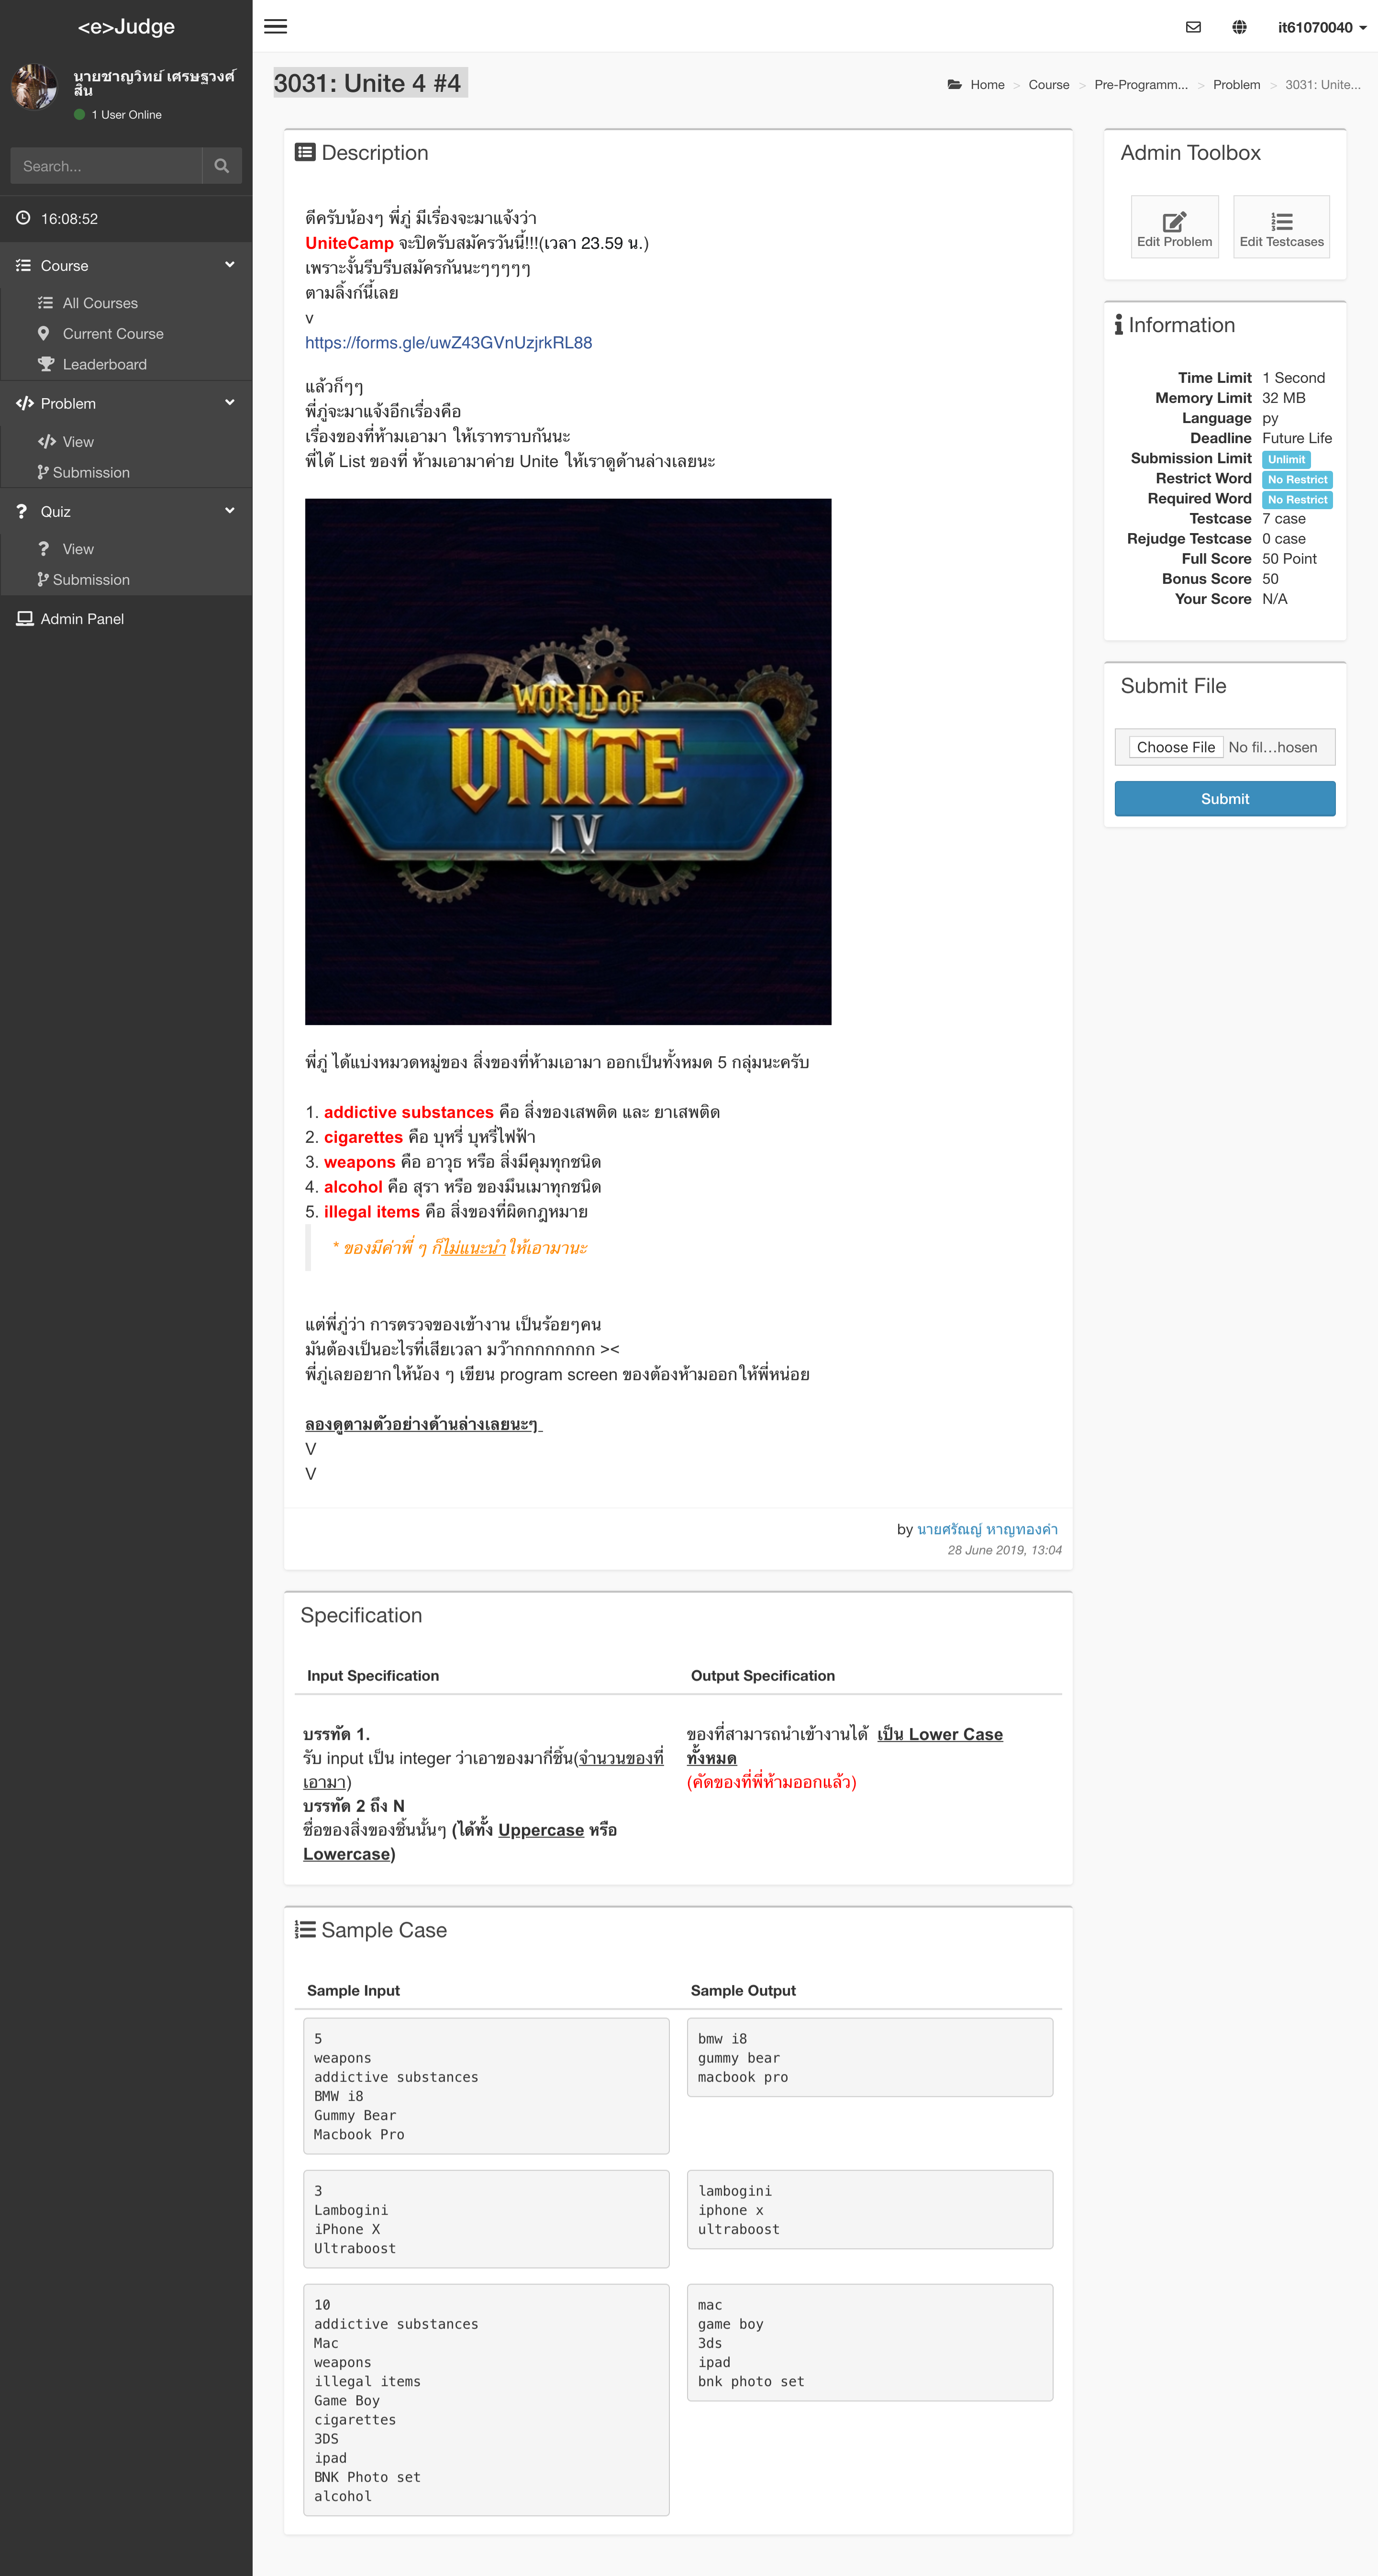 <e>Judge
นายชาญวิทย์ เศรษฐวงศ์
สิน
1 User Online
Search...
16:08:52
Course
All Courses
Current Course
Leaderboard
Problem
View
Submission
Quiz
View
Submission
Admin Panel
it61070040
3031: Unite 4 #4
Home > Course > Pre-Programm... > Problem > 3031: Unite...
Description
ดีครับน้องๆ พี่ภู่ มีเรื่องจะมาแจ้งว่า
UniteCamp จะปิดรับสมัครวันนี้!!!(เวลา 23.59 น.)
เพราะงั้นรีบรีบสมัครกันนะๆๆๆๆๆ
ตามลิ้งก์นี้เลย
v
https://forms.gle/uwZ43GVnUzjrkRL88
แล้วก็ๆๆ
พี่ภู่จะมาแจ้งอีกเรื่องคือ
เรื่องของที่ห้ามเอามา ให้เราทราบกันนะ
พี่ได้ List ของที่ ห้ามเอามาค่าย Unite ให้เราดูด้านล่างเลยนะ
WORLD OF
UNITE
IV
พี่ภู่ ได้แบ่งหมวดหมู่ของ สิ่งของที่ห้ามเอามา ออกเป็นทั้งหมด 5 กลุ่มนะครับ
1. addictive substances คือ สิ่งของเสพติด และ ยาเสพติด
2. cigarettes คือ บุหรี่ บุหรี่ไฟฟ้า
3. weapons คือ อาวุธ หรือ สิ่งมีคุมทุกชนิด
4. alcohol คือ สุรา หรือ ของมึนเมาทุกชนิด
5. illegal items คือ สิ่งของที่ผิดกฎหมาย
* ของมีค่าพี่ ๆ ก็ไม่แนะนำให้เอามานะ
แต่พี่ภู่ว่า การตรวจของเข้างาน เป็นร้อยๆคน
มันต้องเป็นอะไรที่เสียเวลา มว๊ากกกกกกกก ><
พี่ภู่เลยอยากให้น้อง ๆ เขียน program screen ของต้องห้ามออกให้พี่หน่อย
ลองดูตามตัวอย่างด้านล่างเลยนะๆ
V
V
by นายศรัณญ์ หาญทองคำ
28 June 2019, 13:04
Specification
Input Specification
บรรทัด 1.
รับ input เป็น integer ว่าเอาของมากี่ชิ้น(จำนวนของที่
เอามา)
บรรทัด 2 ถึง N
ชื่อของสิ่งของชิ้นนั้นๆ (ได้ทั้ง Uppercase หรือ
Lowercase)
Output Specification
ของที่สามารถนำเข้างานได้ เป็น Lower Case
ทั้งหมด
(คัดของที่พี่ห้ามออกแล้ว)
Sample Case
Sample Input
Sample Output
5
weapons
addictive substances
BMW i8
Gummy Bear
Macbook Pro
bmw i8
gummy bear
macbook pro
3
Lambogini
iPhone X
Ultraboost
lambogini
iphone x
ultraboost
10
addictive substances
Mac
weapons
illegal items
Game Boy
cigarettes
3DS
ipad
BNK Photo set
alcohol
mac
game boy
3ds
ipad
bnk photo set
Admin Toolbox
Edit Problem
Edit Testcases
Information
Time Limit 1 Second
Memory Limit 32 MB
Language py
Deadline Future Life
Submission Limit Unlimit
Restrict Word No Restrict
Required Word No Restrict
Testcase 7 case
Rejudge Testcase 0 case
Full Score 50 Point
Bonus Score 50
Your Score N/A
Submit File
Choose File No fil...hosen
Submit